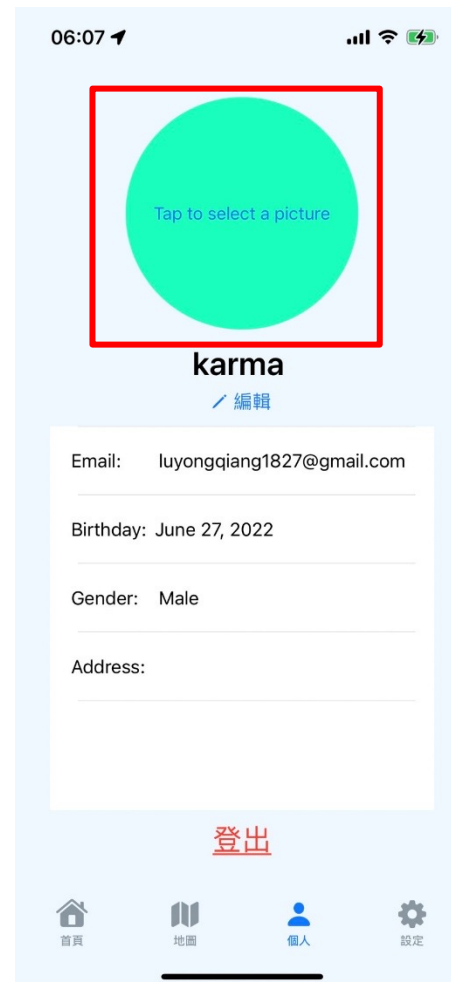 06:07
Tap to select a picture
karma
編輯
Email: luyongqiang1827@gmail.com
Birthday: June 27, 2022
Gender: Male
Address:
登出
首頁 地圖 個人 設定